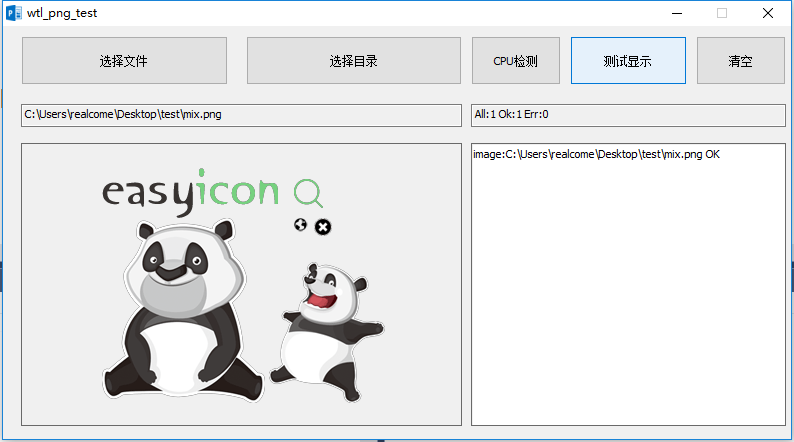 wtl_png_test
选择文件
选择目录
CPU检测
测试显示
清空
C:\Users\realcome\Desktop\test\mix.png
All:1 Ok:1 Err:0
easyicon
image:C:\Users\realcome\Desktop\test\mix.png OK